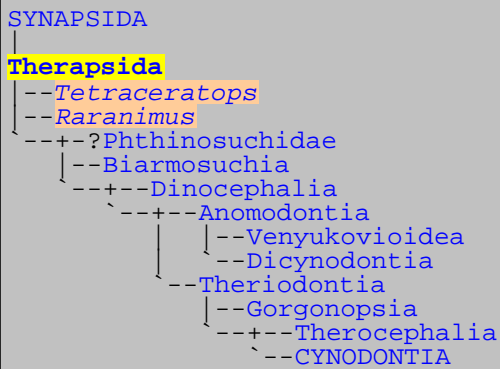 SYNAPSIDA
|
Therapsida
|--Tetraceratops
|--Raranimus
`--+-?Phthinosuchidae
   |--Biarmosuchia
   `--+--Dinocephalia
      `--+--Anomodontia
         |  |--Venyukovioidea
         |  `--Dicynodontia
         `--Theriodontia
            |--Gorgonopsia
            `--+--Therocephalia
               `--CYNODONTIA